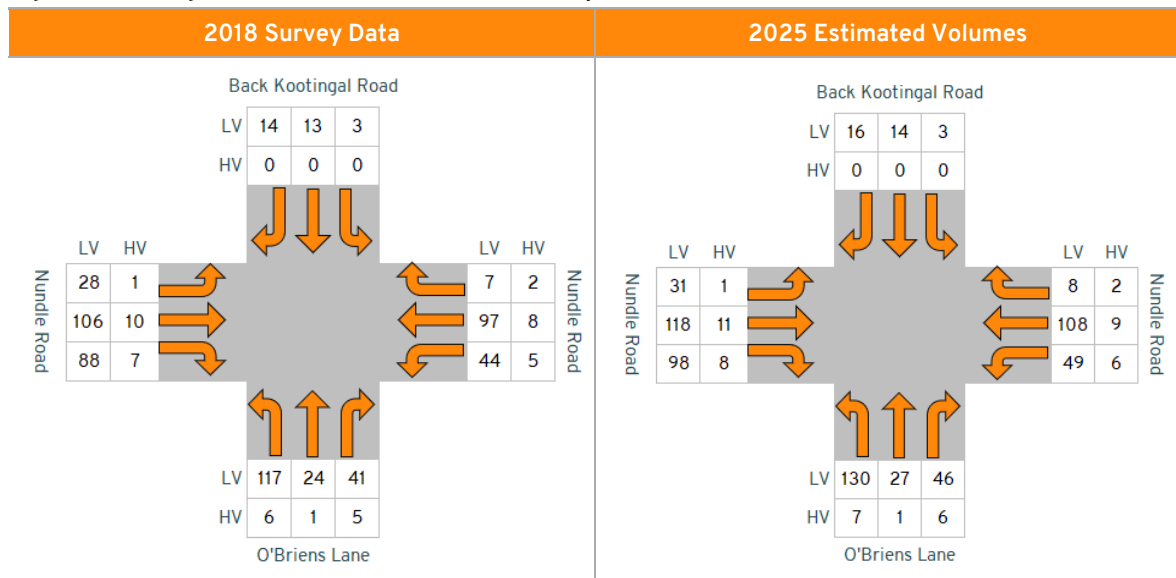 2018 Survey Data
2025 Estimated Volumes
Back Kootingal Road
LV 14 13 3
HV 0 0 0
LV HV
28 1
106 10
88 7
Nundle Road
LV HV
7 2
97 8
44 5
Nundle Road
LV 117 24 41
HV 6 1 5
O'Briens Lane
Back Kootingal Road
LV 16 14 3
HV 0 0 0
LV HV
31 1
118 11
98 8
Nundle Road
LV HV
8 2
108 9
49 6
Nundle Road
LV 130 27 46
HV 7 1 6
O'Briens Lane